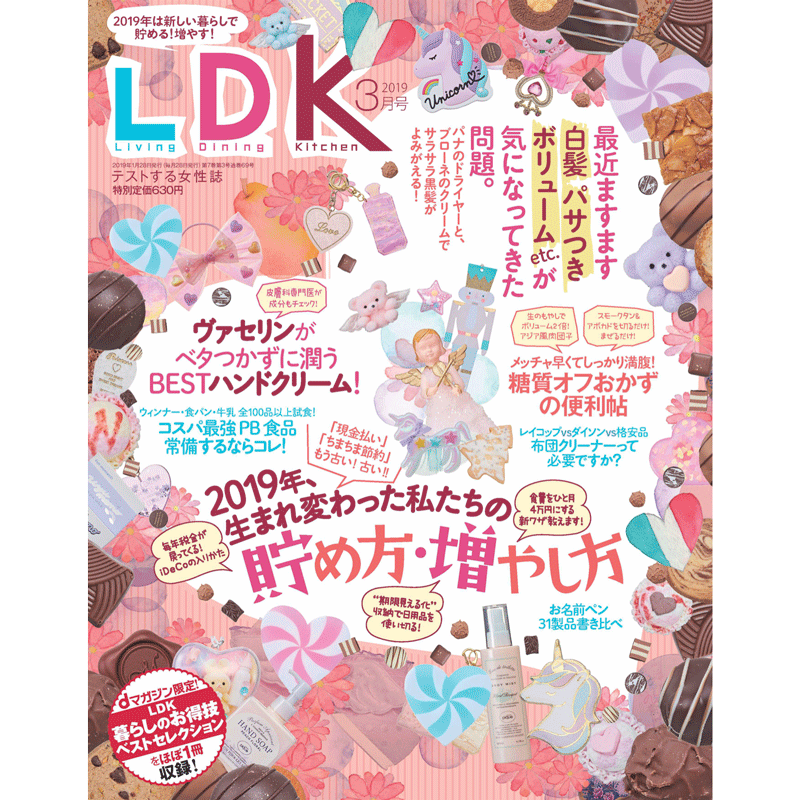 2019年は新しい暮らしで
貯める!増やす!
LDK
Living Dining Kitchen
2019
3月号
2019年1月28日発行(毎月28日発行)第7巻第3号通巻69号
テストする女性誌
特別定価630円
Unicorn
最近ますます
白髪 パサつき
ボリュームetc.が
気になってきた
問題。
パナのドライヤーと、
ブローネのクリームで
サラサラ黒髪が
よみがえる!
Love
皮膚科専門医が
成分もチェック!
ヴァセリンが
ベタつかずに潤う
BESTハンドクリーム!
ウィンナー・食パン・牛乳 全100品以上試食!
コスパ最強PB食品
常備するならコレ!
生のもやしで
ボリューム2倍!
アジア風肉団子
スモークタン&
アボカドを切るだけ!
まぜるだけ!
メッチャ早くてしっかり満腹!
糖質オフおかず
の便利帖
レイコップvsダイソンvs格安品
布団クリーナーって
必要ですか?
「現金払い」
「ちまちま節約」
もう古い!古い!!
2019年、
生まれ変わった私たちの
貯め方・増やし方
食費をひと月
4万円にする
新ワザ教えます!
毎年税金が
戻ってくる!
iDeCoの入りかた
“期限見える化”
収納で日用品を
使い切る!
お名前ペン
31製品書き比べ
dマガジン限定!
LDK
暮らしのお得技
ベストセレクション
をほぼ1冊
収録!
HAND SOAP